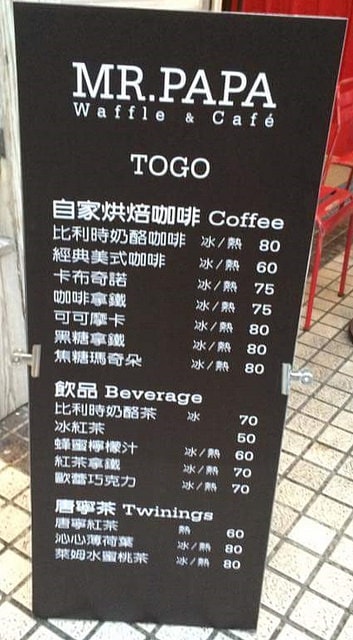 MR.PAPA
Waffle & Café
TOGO
自家烘焙咖啡 Coffee
比利時奶酪咖啡 冰/熱 80
經典美式咖啡 冰/熱 60
卡布奇諾 冰/熱 75
咖啡拿鐵 冰/熱 75
可可摩卡 冰/熱 80
黑糖拿鐵 冰/熱 80
焦糖瑪奇朵 冰/熱 80
飲品 Beverage
比利時奶酪茶 冰 70
冰紅茶 50
蜂蜜檸檬汁 冰/熱 60
紅茶拿鐵 冰/熱 70
歐蕾巧克力 冰/熱 70
唐寧茶 Twinings
唐寧紅茶 熱 60
沁心薄荷葉 冰/熱 80
萊姆水蜜桃茶 冰/熱 80